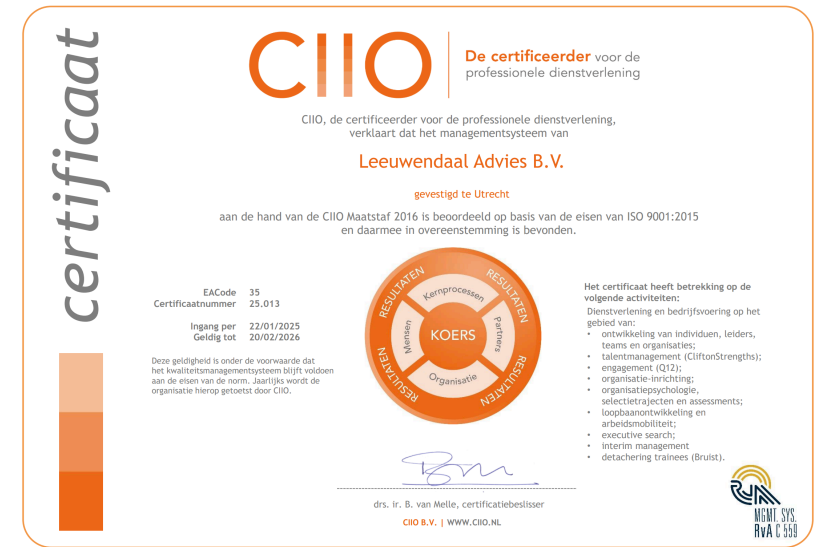 certificaat
CIIO
De certificeerder voor de
professionele dienstverlening
CIIO, de certificeerder voor de professionele dienstverlening,
verklaart dat het managementsysteem van
Leeuwendaal Advies B.V.
gevestigd te Utrecht
aan de hand van de CIIO Maatstaf 2016 is beoordeeld op basis van de eisen van ISO 9001:2015
en daarmee in overeenstemming is bevonden.
EACode 35
Certificaatnummer 25.013
Ingang per 22/01/2025
Geldig tot 20/02/2026
Deze geldigheid is onder de voorwaarde dat
het kwaliteitsmanagementsysteem blijft voldoen
aan de eisen van de norm. Jaarlijks wordt de
organisatie hierop getoetst door CIIO.
RESULTATEN
RESULTATEN
Kernprocessen
Mensen
KOERS
Partners
Organisatie
RESULTATEN
RESULTATEN
Het certificaat heeft betrekking op de
volgende activiteiten:
Dienstverlening en bedrijfsvoering op het
gebied van:
• ontwikkeling van individuen, leiders,
teams en organisaties;
• talentmanagement (CliftonStrengths);
• engagement (Q12);
• organisatie-inrichting;
• organisatiepsychologie,
selectietrajecten en assessments;
• loopbaanontwikkeling en
arbeidsmobiliteit;
• executive search;
• interim management
• detachering trainees (Bruist).
drs. ir. B. van Melle, certificatiebeslisser
CIIO B.V. | WWW.CIIO.NL
MGMT. SYS.
RvA C 559